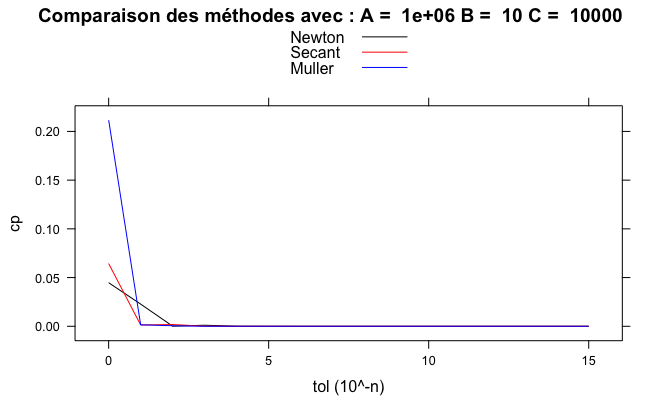 Comparaison des méthodes avec : A = 1e+06 B = 10 C = 10000
Newton
Secant
Muller
0.20
0.15
0.10
0.05
0.00
cp
0 5 10 15
tol (10^-n)